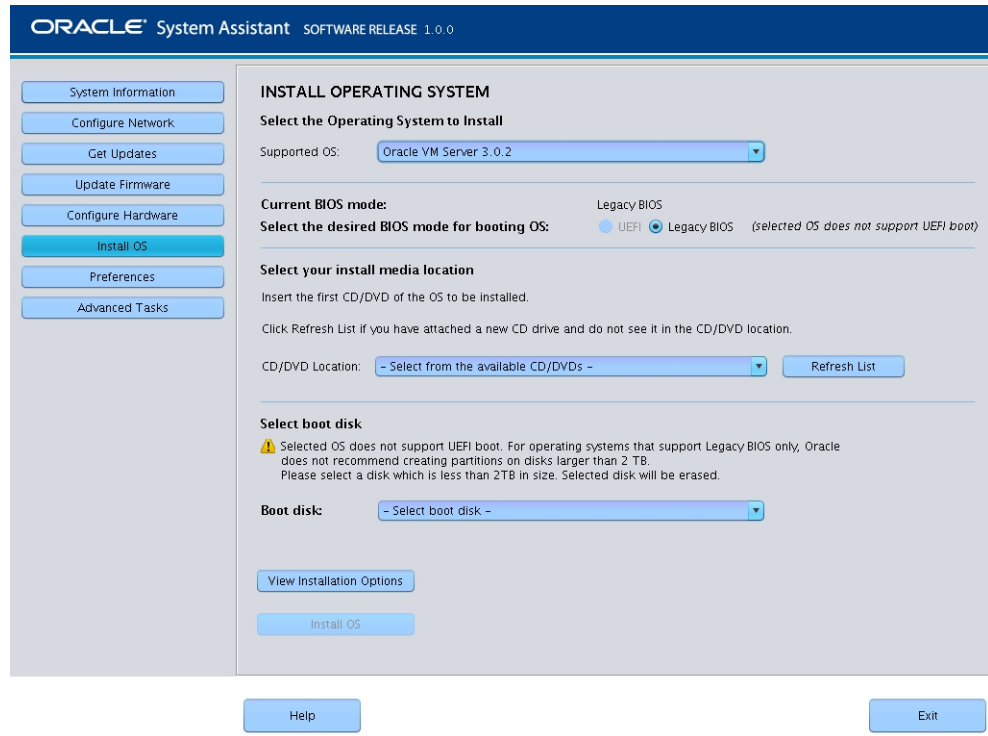 ORACLE® System Assistant SOFTWARE RELEASE 1.0.0
System Information
Configure Network
Get Updates
Update Firmware
Configure Hardware
Install OS
Preferences
Advanced Tasks
INSTALL OPERATING SYSTEM
Select the Operating System to Install
Supported OS: Oracle VM Server 3.0.2
Current BIOS mode: Legacy BIOS
Select the desired BIOS mode for booting OS: UEFI Legacy BIOS (selected OS does not support UEFI boot)
Select your install media location
Insert the first CD/DVD of the OS to be installed.
Click Refresh List if you have attached a new CD drive and do not see it in the CD/DVD location.
CD/DVD Location: - Select from the available CD/DVDs - Refresh List
Select boot disk
Selected OS does not support UEFI boot. For operating systems that support Legacy BIOS only, Oracle
does not recommend creating partitions on disks larger than 2 TB.
Please select a disk which is less than 2TB in size. Selected disk will be erased.
Boot disk: - Select boot disk -
View Installation Options
Install OS
Help Exit